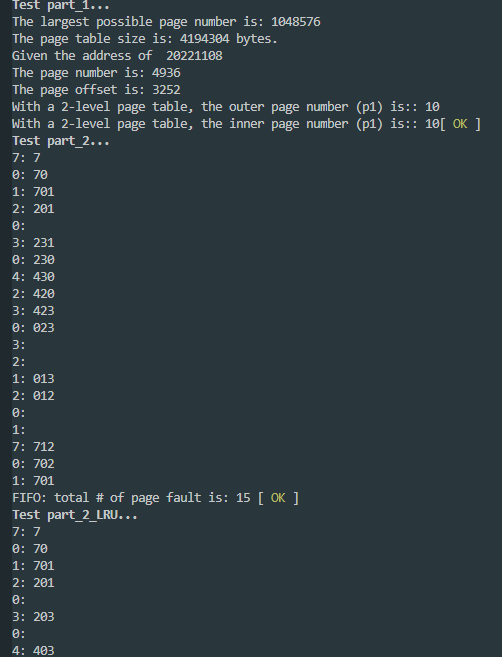 Test part_1...
The largest possible page number is: 1048576
The page table size is: 4194304 bytes.
Given the address of  20221108
The page number is: 4936
The page offset is: 3252
With a 2-level page table, the outer page number (p1) is:: 10
With a 2-level page table, the inner page number (p1) is:: 10[ OK ]
Test part_2...
7: 7
0: 70
1: 701
2: 201
0:
3: 231
0: 230
4: 430
2: 420
3: 423
0: 023
3:
2:
1: 013
2: 012
0:
1:
7: 712
0: 702
1: 701
FIFO: total # of page fault is: 15 [ OK ]
Test part_2_LRU...
7: 7
0: 70
1: 701
2: 201
0:
3: 203
0:
4: 403